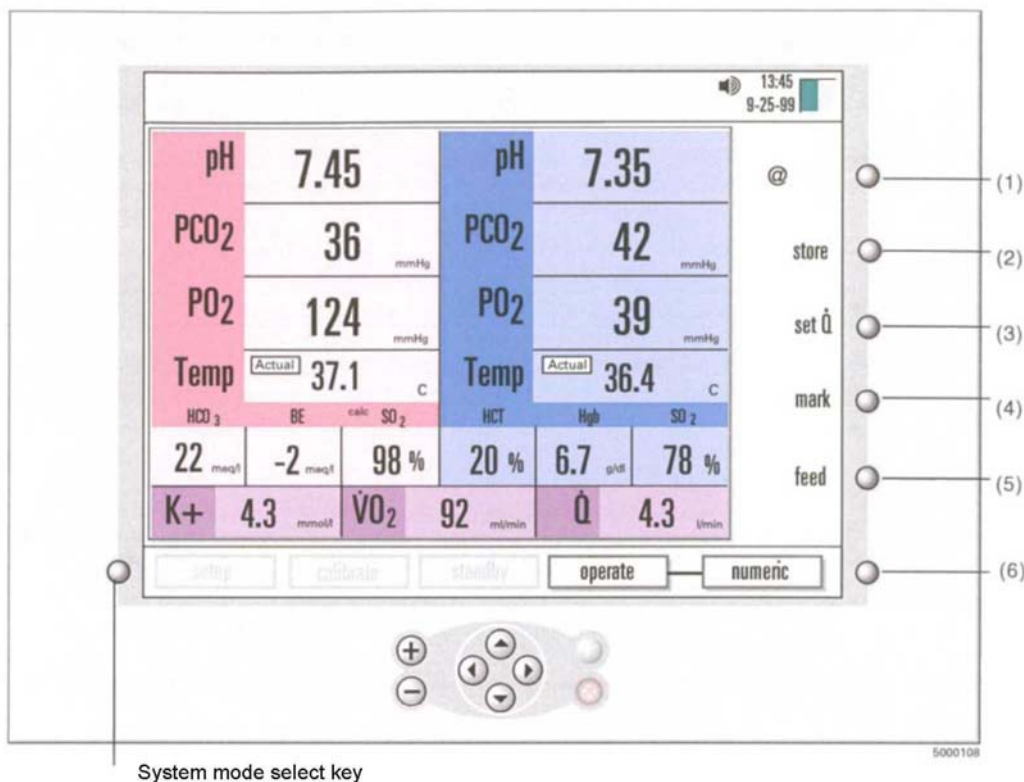 13:45
9-25-99
pH 7.45 pH 7.35
@ (1)
PCO2 36 mmHg PCO2 42 mmHg
store (2)
PO2 124 mmHg PO2 39 mmHg
set Q̇ (3)
Temp Actual 37.1 C Temp Actual 36.4 C
mark (4)
HCO3 BE calc SO2 HCT Hgb SO2
22 meq/l -2 meq/l 98 % 20 % 6.7 g/dl 78 %
feed (5)
K+ 4.3 mmol/l V̇O2 92 ml/min Q̇ 4.3 l/min
setup calibrate standby operate numeric (6)
+
−
5000108
System mode select key